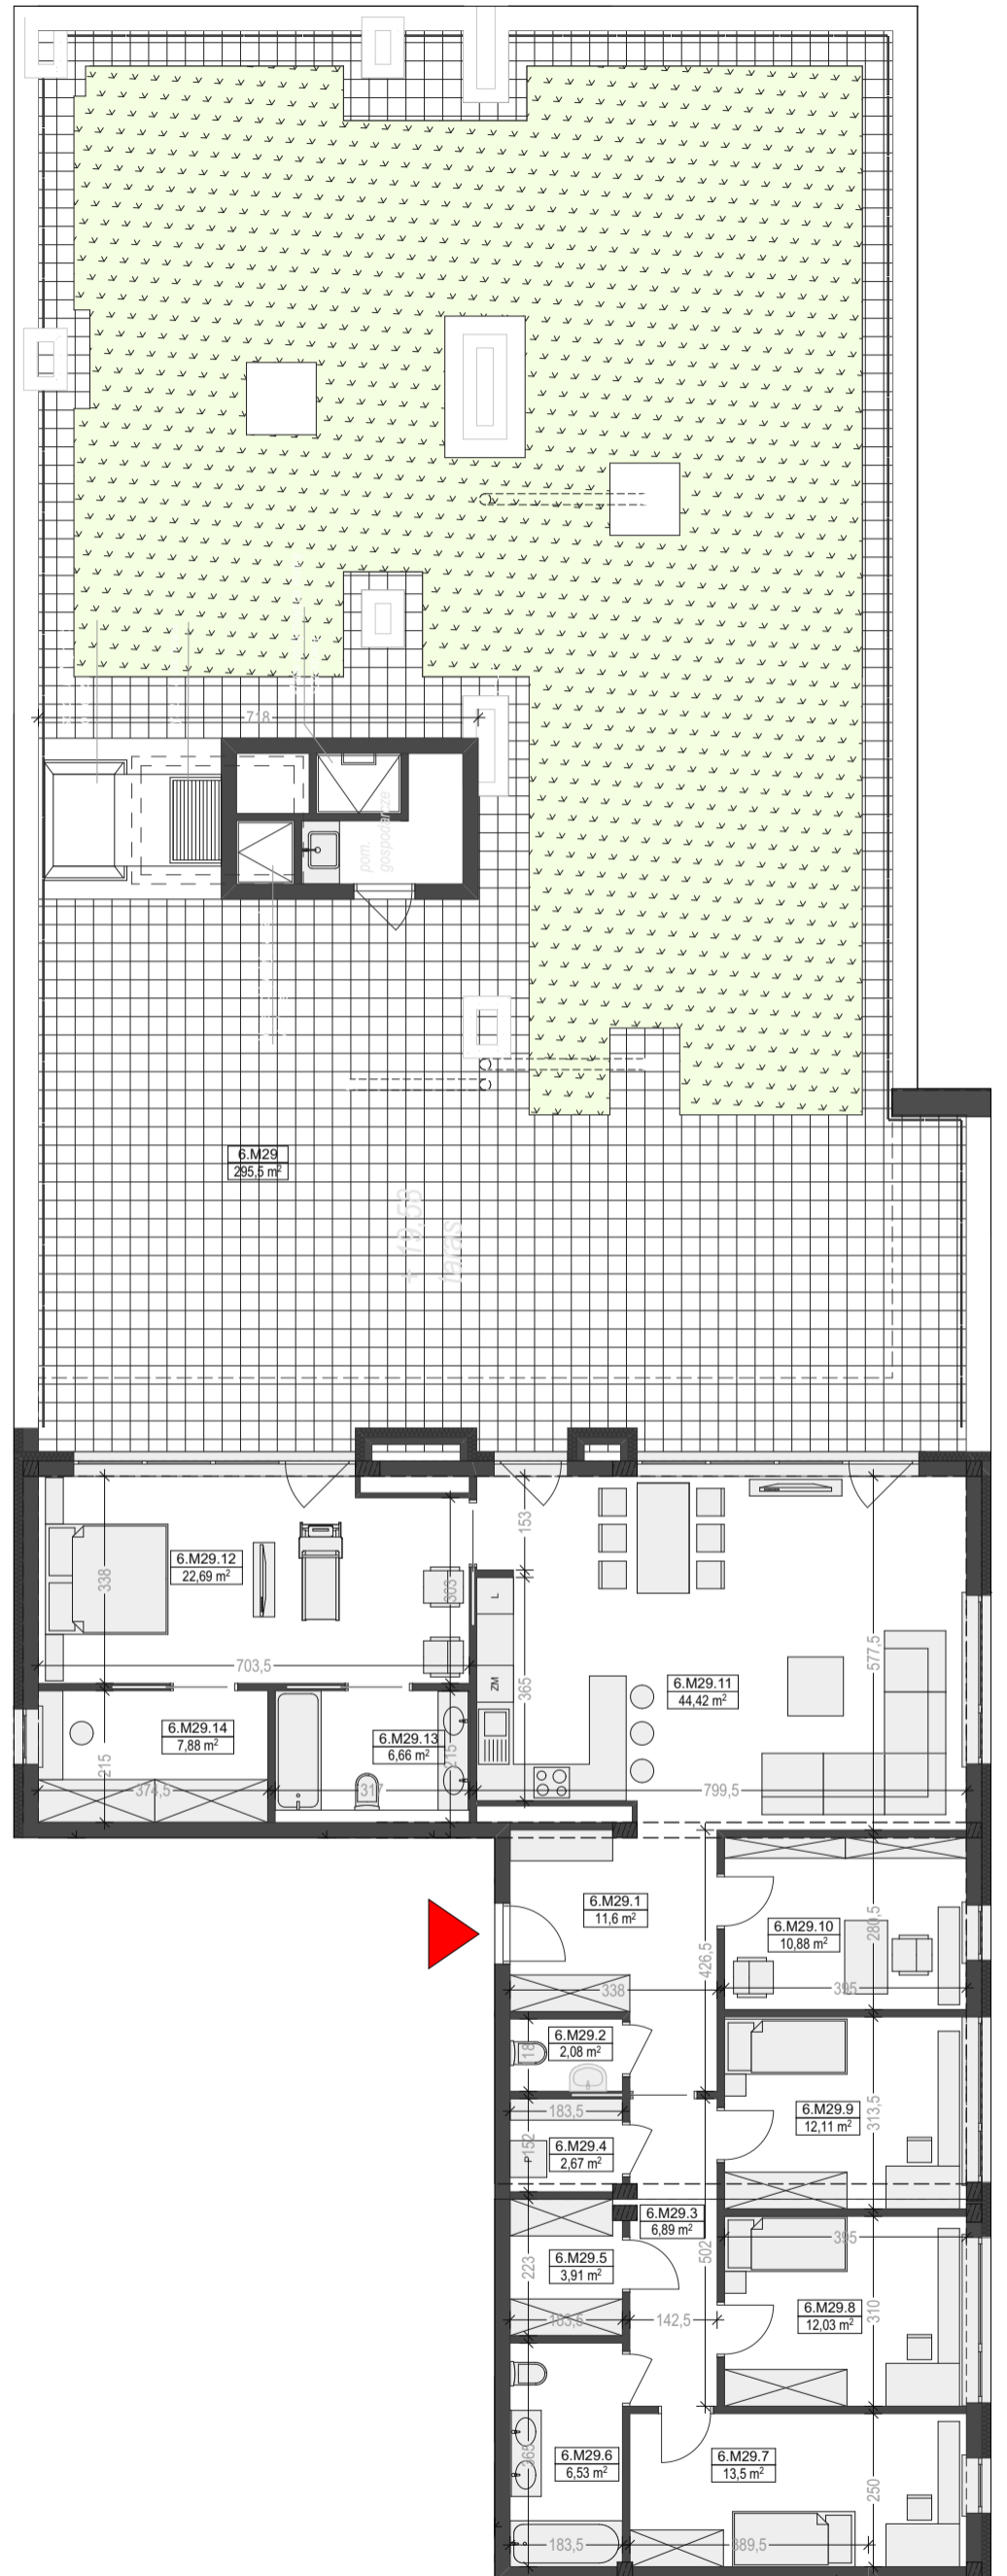 718
pom.
gospodarcze
6.M29
295,5 m²
+ 19,58
taras
153
6.M29.12
22,69 m²
338
303
L
703,5
ZM
365
6.M29.11
44,42 m²
577,5
6.M29.14
7,88 m²
6.M29.13
6,66 m²
215
215
374,5
317
799,5
6.M29.1
11,6 m²
6.M29.10
10,88 m²
280,5
426,5
338
395
6.M29.2
2,08 m²
183,5
6.M29.9
12,11 m²
313,5
152
6.M29.4
2,67 m²
P
6.M29.3
6,89 m²
395
502
223
6.M29.5
3,91 m²
6.M29.8
12,03 m²
310
183,5
142,5
6.M29.6
6,53 m²
365
6.M29.7
13,5 m²
250
183,5
389,5